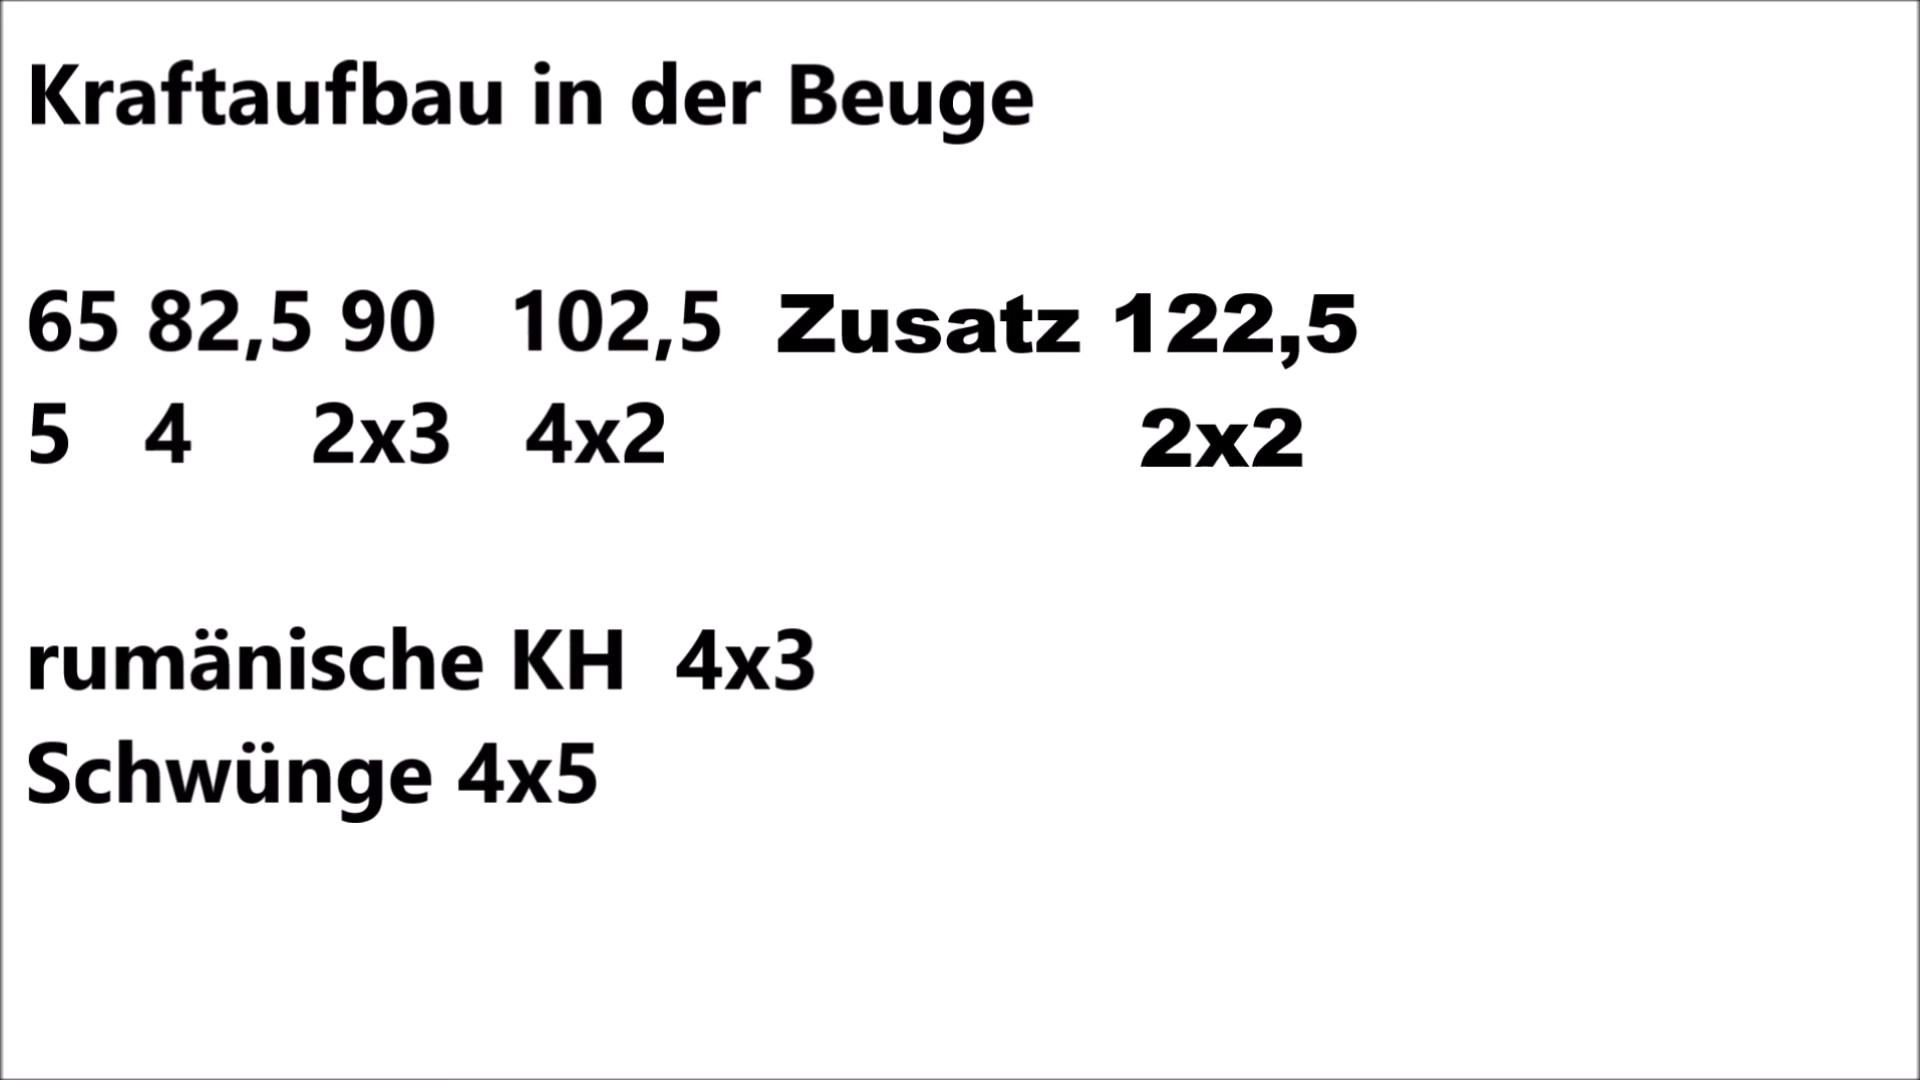 Kraftaufbau in der Beuge
65 82,5 90 102,5 Zusatz 122,5
5 4 2x3 4x2 2x2
rumänische KH 4x3
Schwünge 4x5